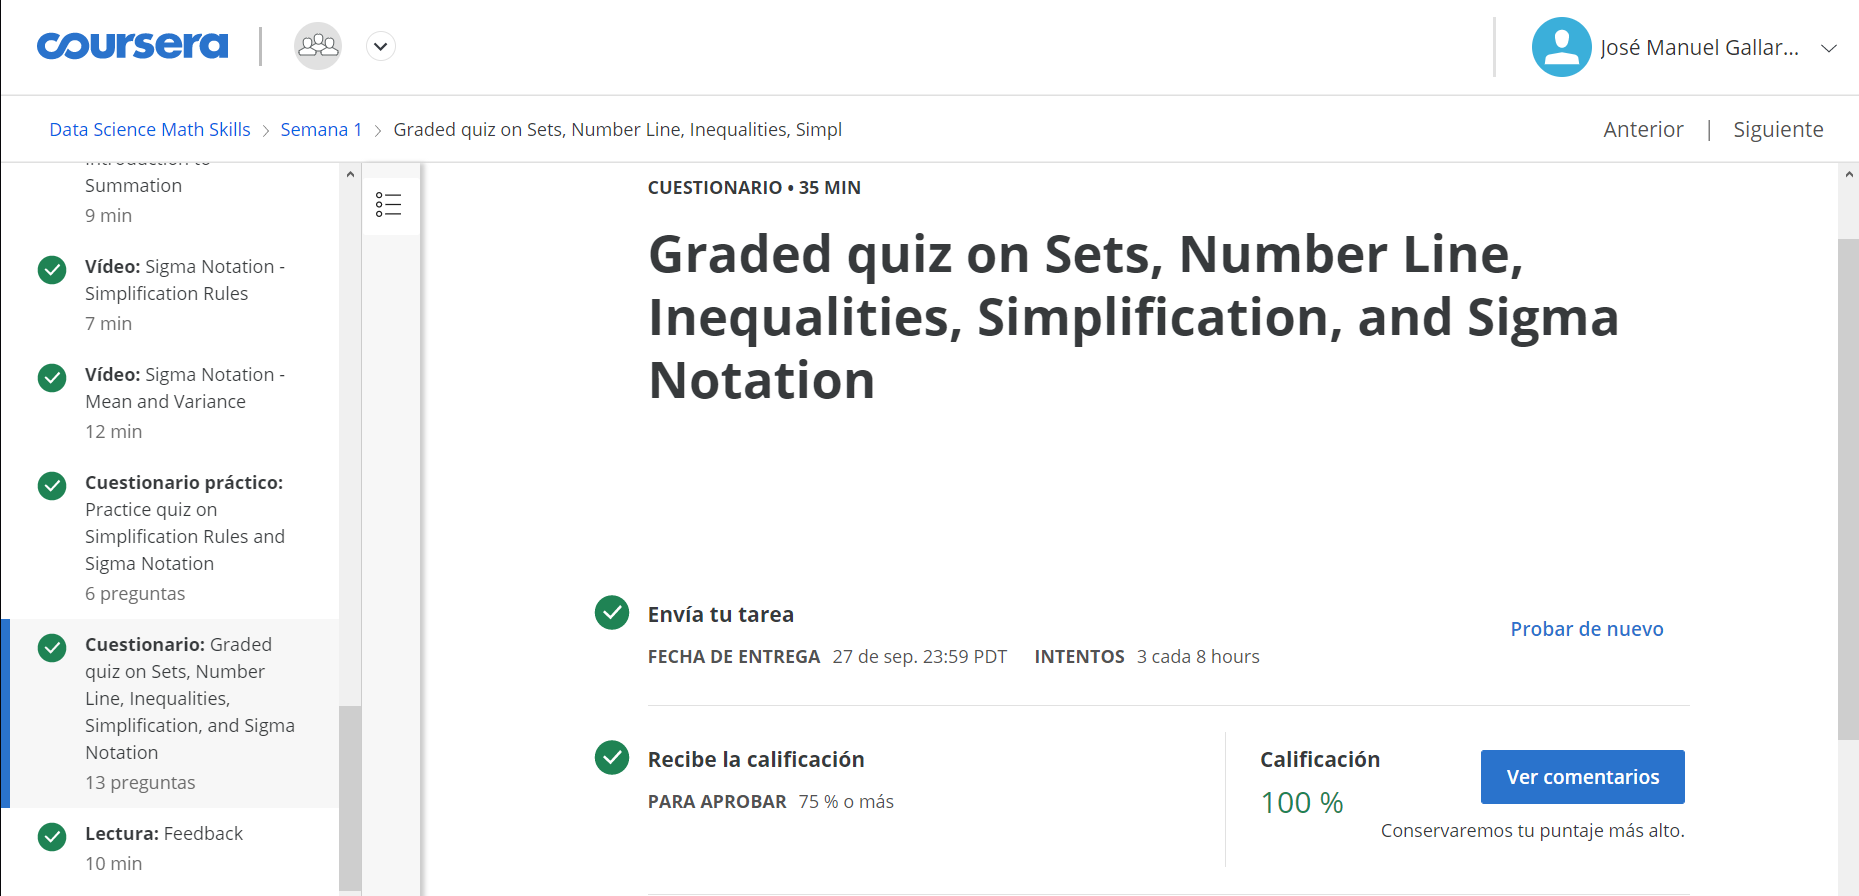 coursera
José Manuel Gallar...
Data Science Math Skills > Semana 1 > Graded quiz on Sets, Number Line, Inequalities, Simpl
Anterior | Siguiente
Introduction to
Summation
9 min
Vídeo: Sigma Notation -
Simplification Rules
7 min
Vídeo: Sigma Notation -
Mean and Variance
12 min
Cuestionario práctico:
Practice quiz on
Simplification Rules and
Sigma Notation
6 preguntas
Cuestionario: Graded
quiz on Sets, Number
Line, Inequalities,
Simplification, and Sigma
Notation
13 preguntas
Lectura: Feedback
10 min
CUESTIONARIO • 35 MIN
Graded quiz on Sets, Number Line,
Inequalities, Simplification, and Sigma
Notation
Envía tu tarea
FECHA DE ENTREGA 27 de sep. 23:59 PDT INTENTOS 3 cada 8 hours
Probar de nuevo
Recibe la calificación
PARA APROBAR 75 % o más
Calificación
100 %
Ver comentarios
Conservaremos tu puntaje más alto.